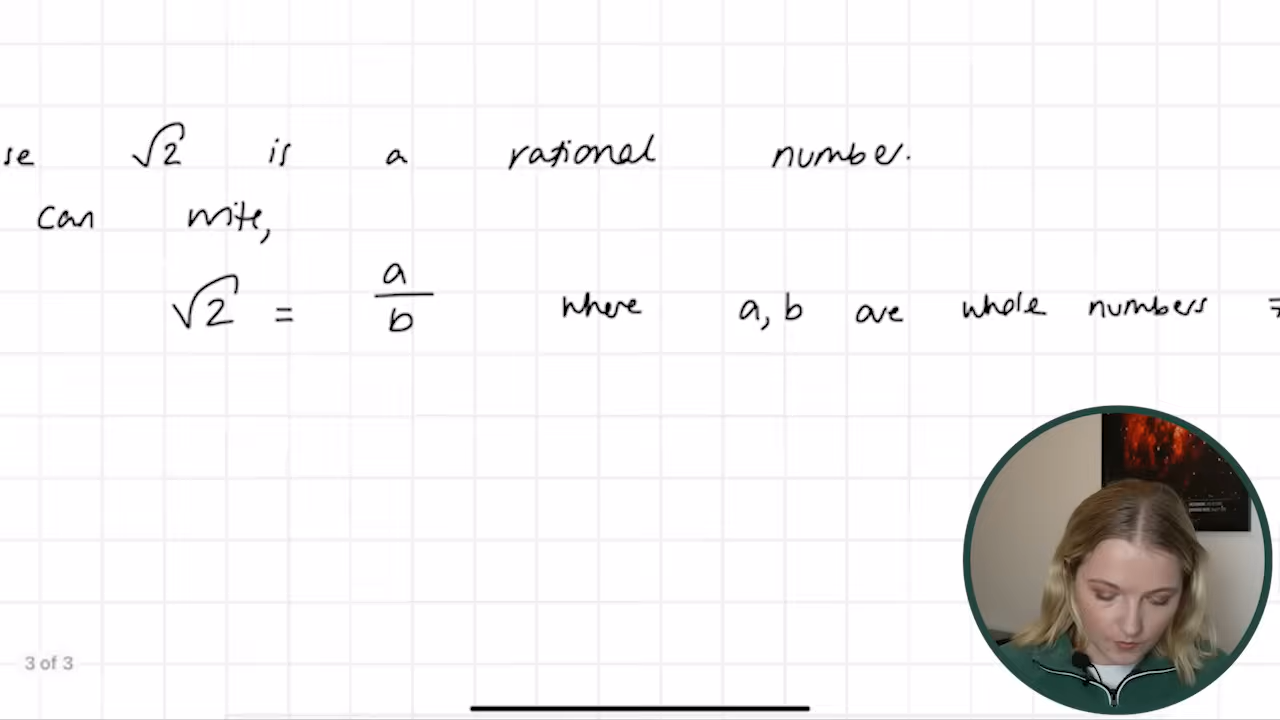 se √2 is a rational number.
can write,
√2 = a/b where a, b are whole numbers
3 of 3